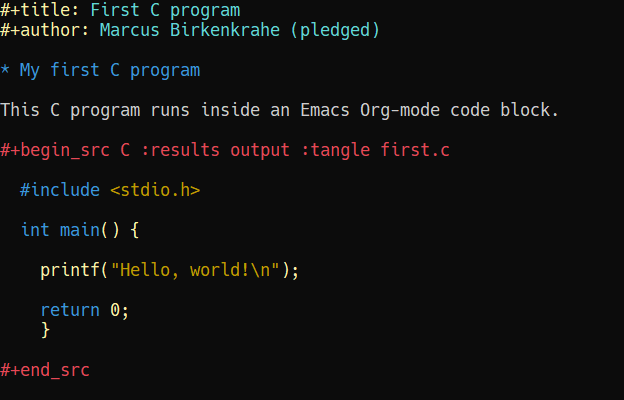 #+title: First C program
#+author: Marcus Birkenkrahe (pledged)
* My first C program
This C program runs inside an Emacs Org-mode code block.
#+begin_src C :results output :tangle first.c
#include <stdio.h>
int main() {
printf("Hello, world!\n");
return 0;
}
#+end_src